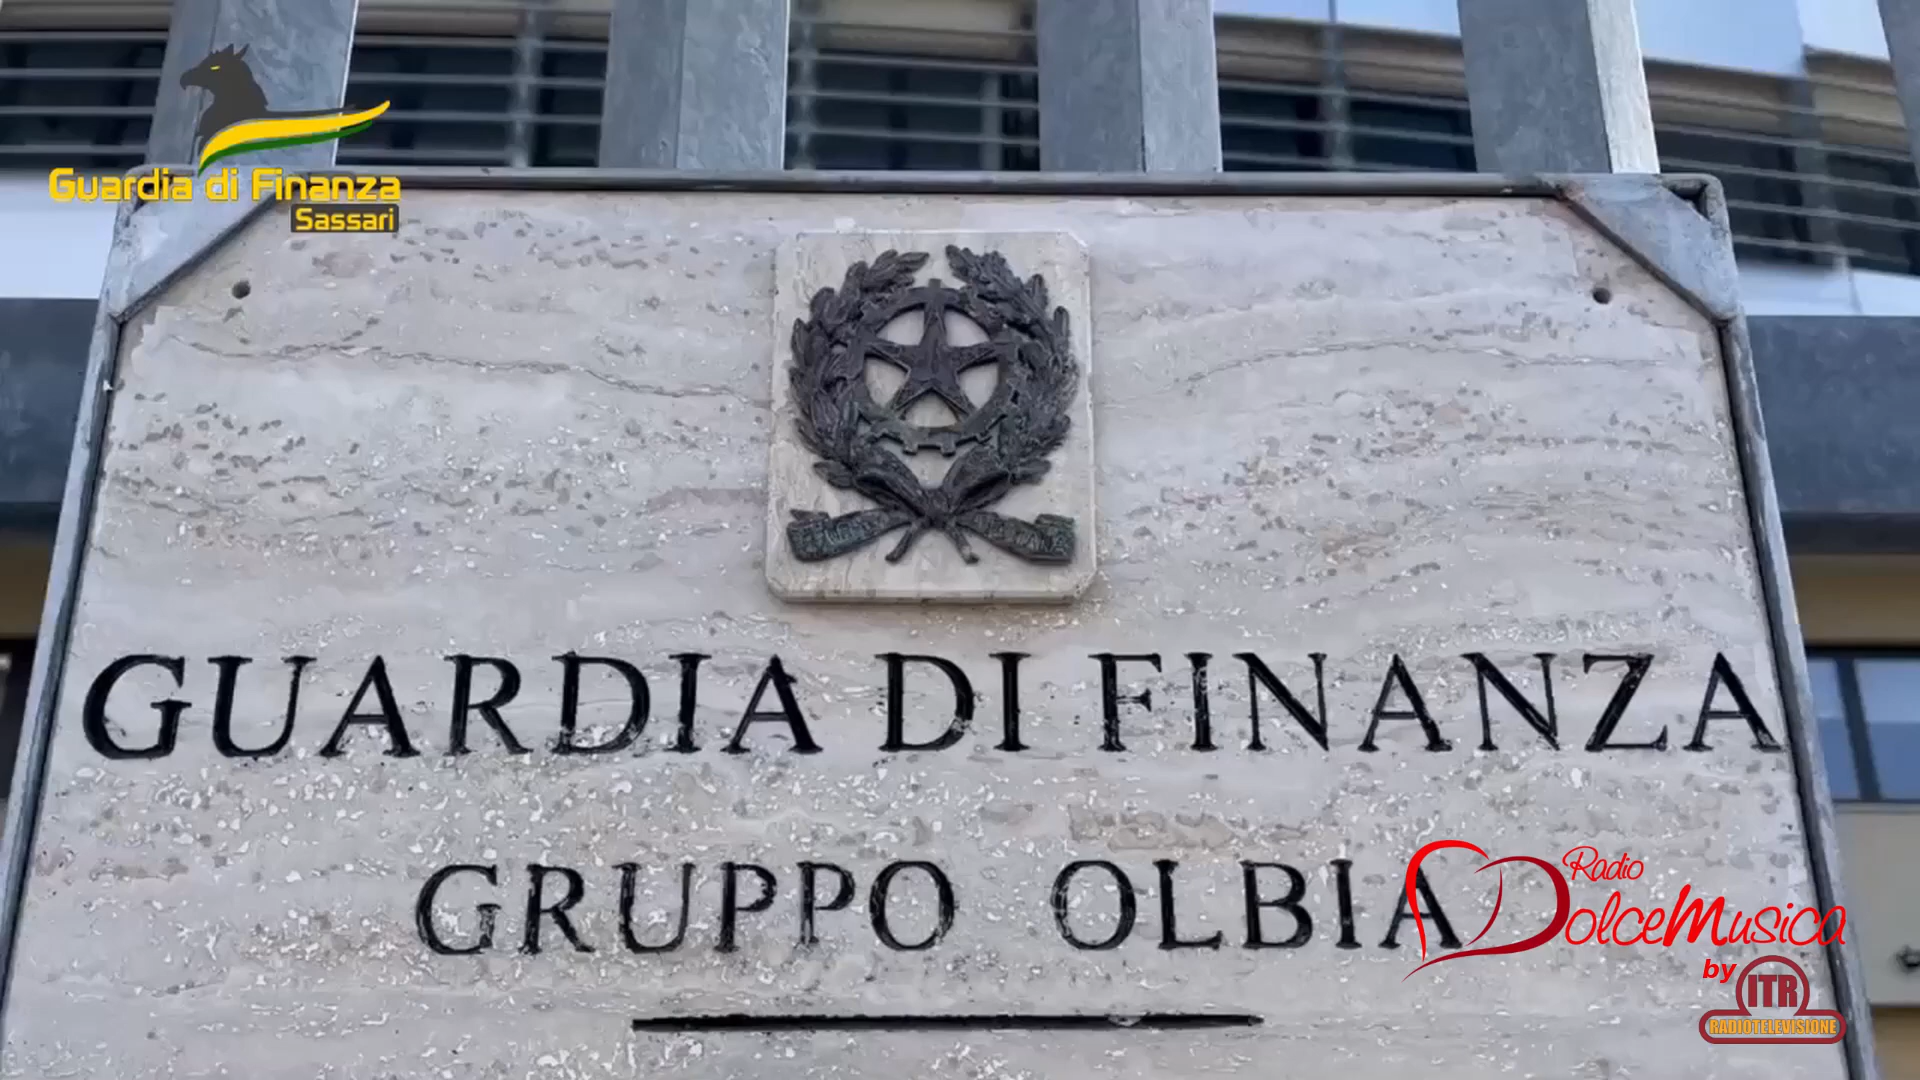 Guardia di Finanza
Sassari
GUARDIA DI FINANZA
GRUPPO OLBIA
Radio
DolceMusica
by ITR
RADIOTELEVISIONE